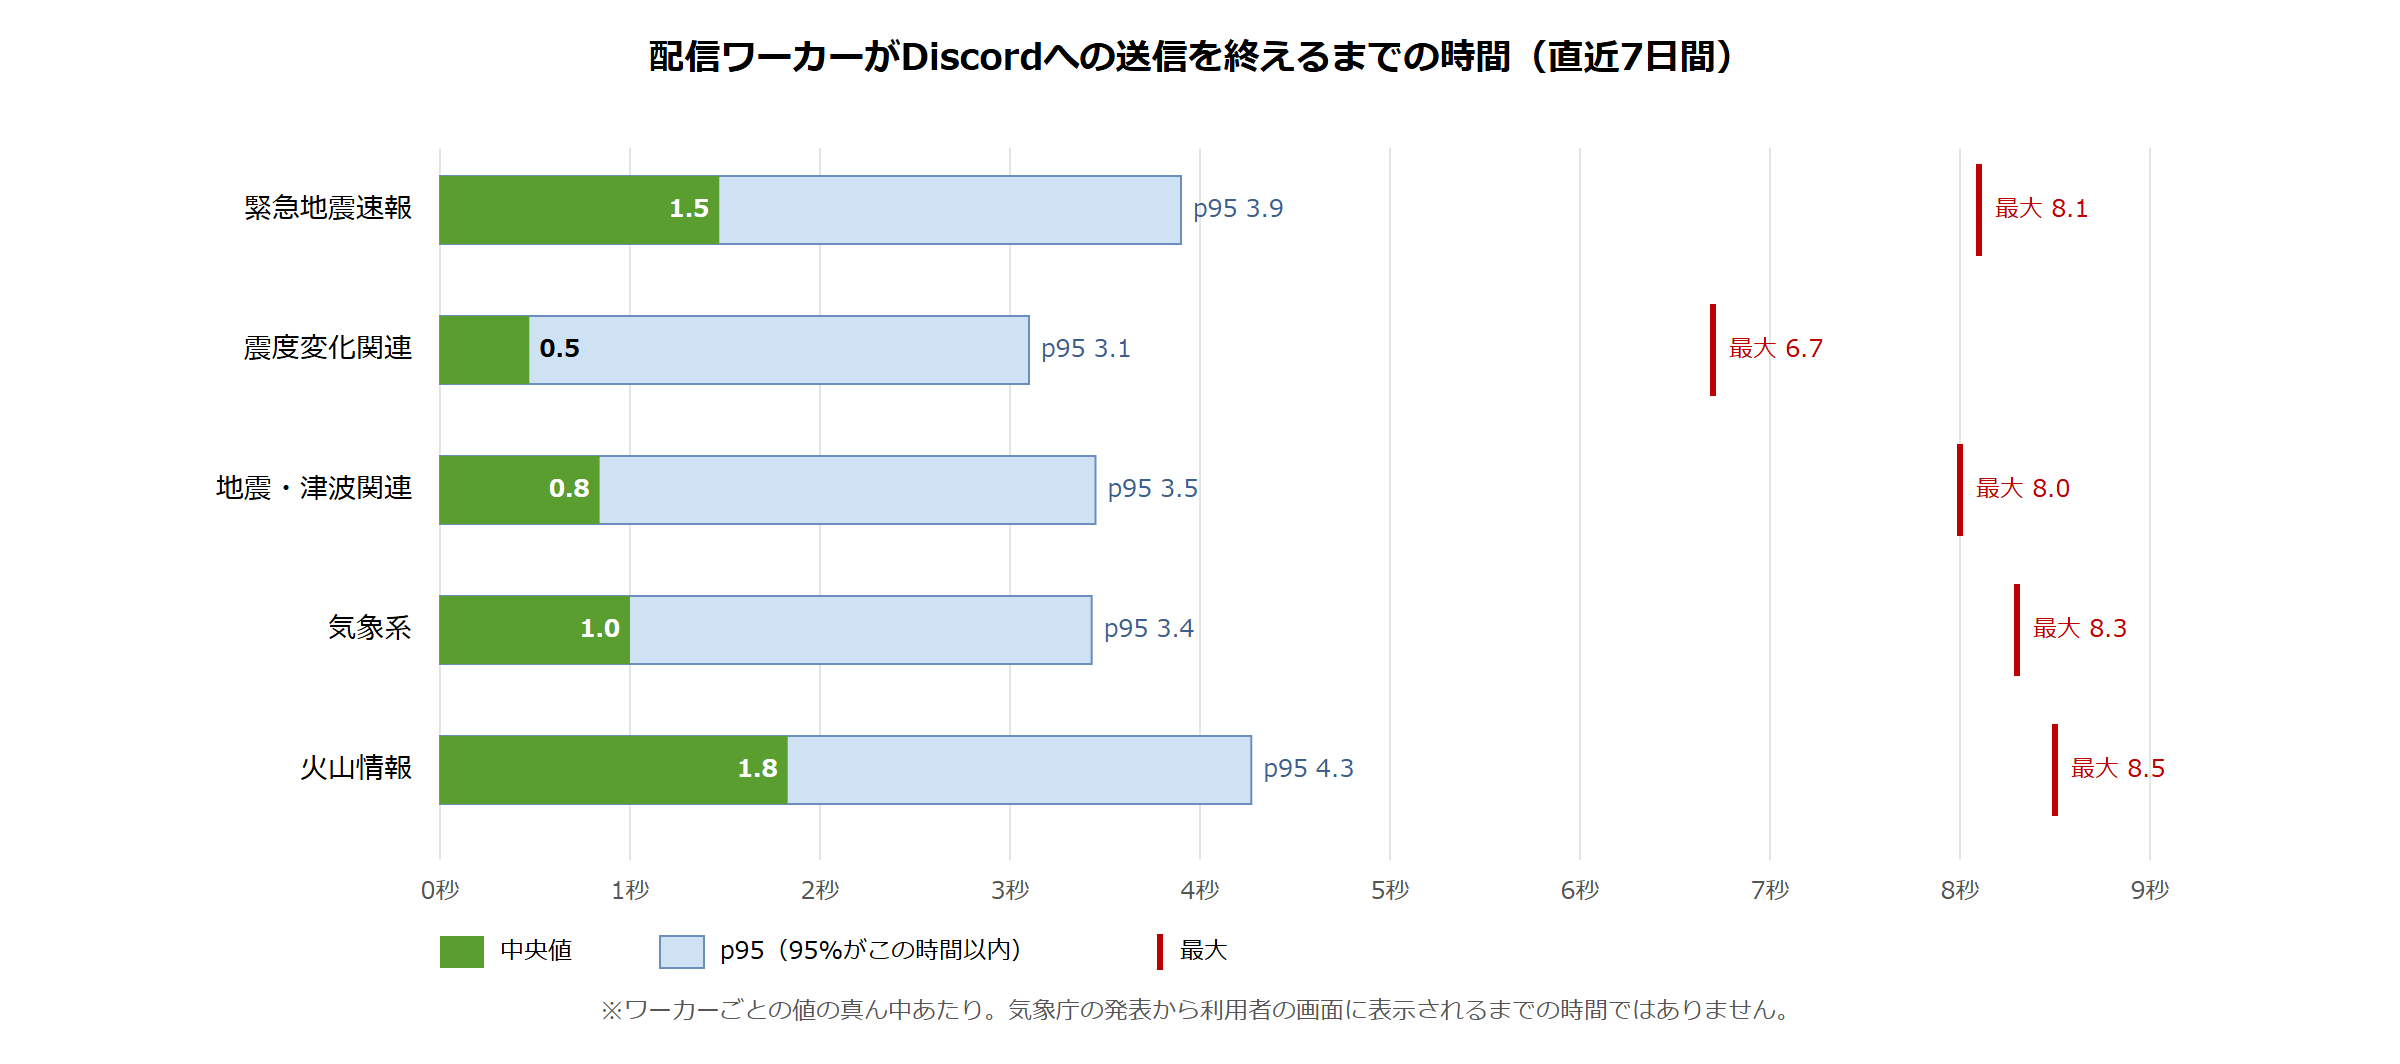 配信ワーカーがDiscordへの送信を終えるまでの時間（直近7日間）
緊急地震速報 1.5 p95 3.9 最大 8.1
震度変化関連 0.5 p95 3.1 最大 6.7
地震・津波関連 0.8 p95 3.5 最大 8.0
気象系 1.0 p95 3.4 最大 8.3
火山情報 1.8 p95 4.3 最大 8.5
0秒 1秒 2秒 3秒 4秒 5秒 6秒 7秒 8秒 9秒
中央値 p95（95%がこの時間以内） 最大
※ワーカーごとの値の真ん中あたり。気象庁の発表から利用者の画面に表示されるまでの時間ではありません。